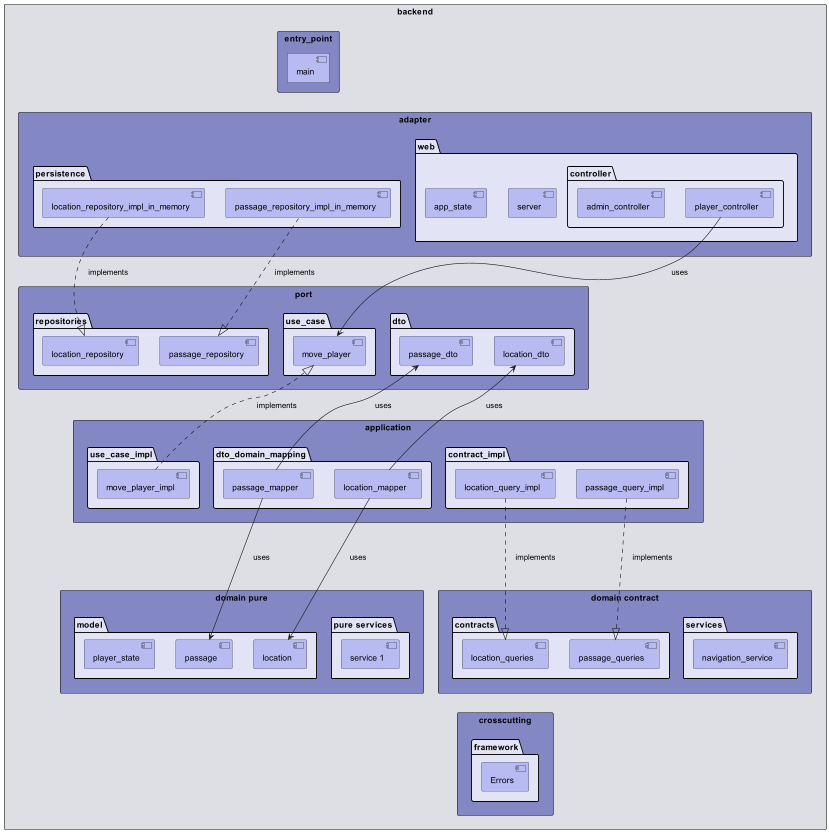 backend
entry_point
main
adapter
web
persistence
controller
location_repository_impl_in_memory
passage_repository_impl_in_memory
app_state
server
admin_controller
player_controller
implements
implements
uses
port
repositories
use_case
dto
location_repository
passage_repository
move_player
passage_dto
location_dto
implements
uses
uses
application
use_case_impl
dto_domain_mapping
contract_impl
move_player_impl
passage_mapper
location_mapper
location_query_impl
passage_query_impl
uses
uses
implements
implements
domain pure
domain contract
model
pure services
contracts
services
player_state
passage
location
service 1
location_queries
passage_queries
navigation_service
crosscutting
framework
Errors